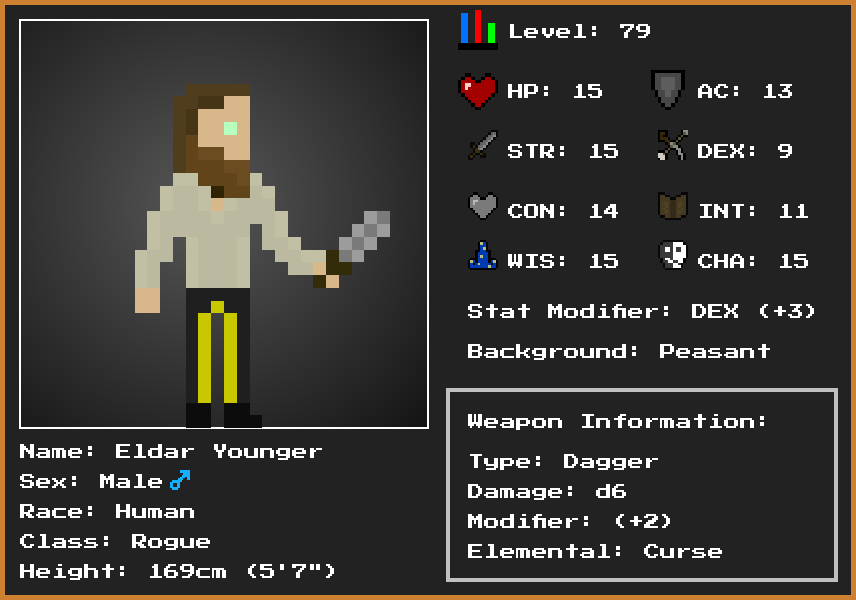 Level: 79
HP: 15
AC: 13
STR: 15
DEX: 9
CON: 14
INT: 11
WIS: 15
CHA: 15
Stat Modifier: DEX (+3)
Background: Peasant
Weapon Information:
Type: Dagger
Damage: d6
Modifier: (+2)
Elemental: Curse
Name: Eldar Younger
Sex: Male ♂
Race: Human
Class: Rogue
Height: 169cm (5'7")